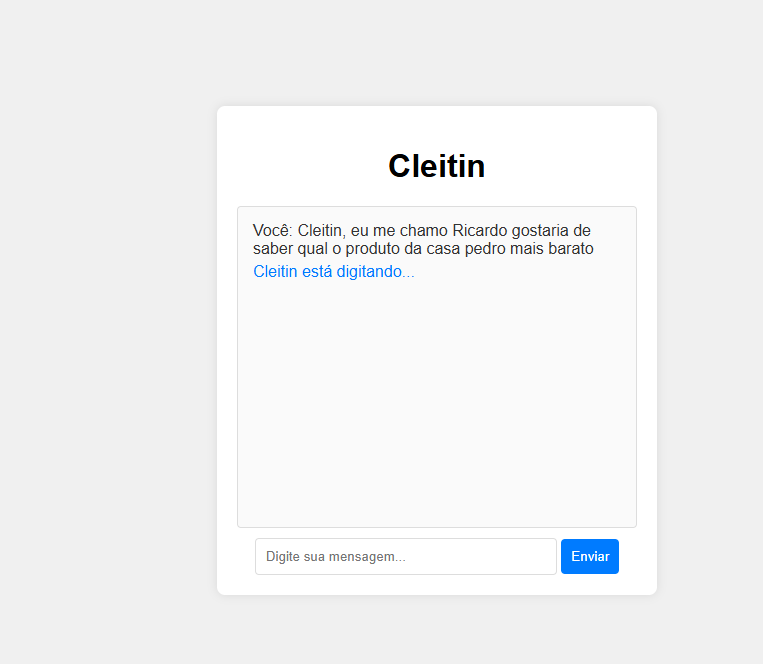 Cleitin
Você: Cleitin, eu me chamo Ricardo gostaria de
saber qual o produto da casa pedro mais barato
Cleitin está digitando...
Digite sua mensagem...
Enviar